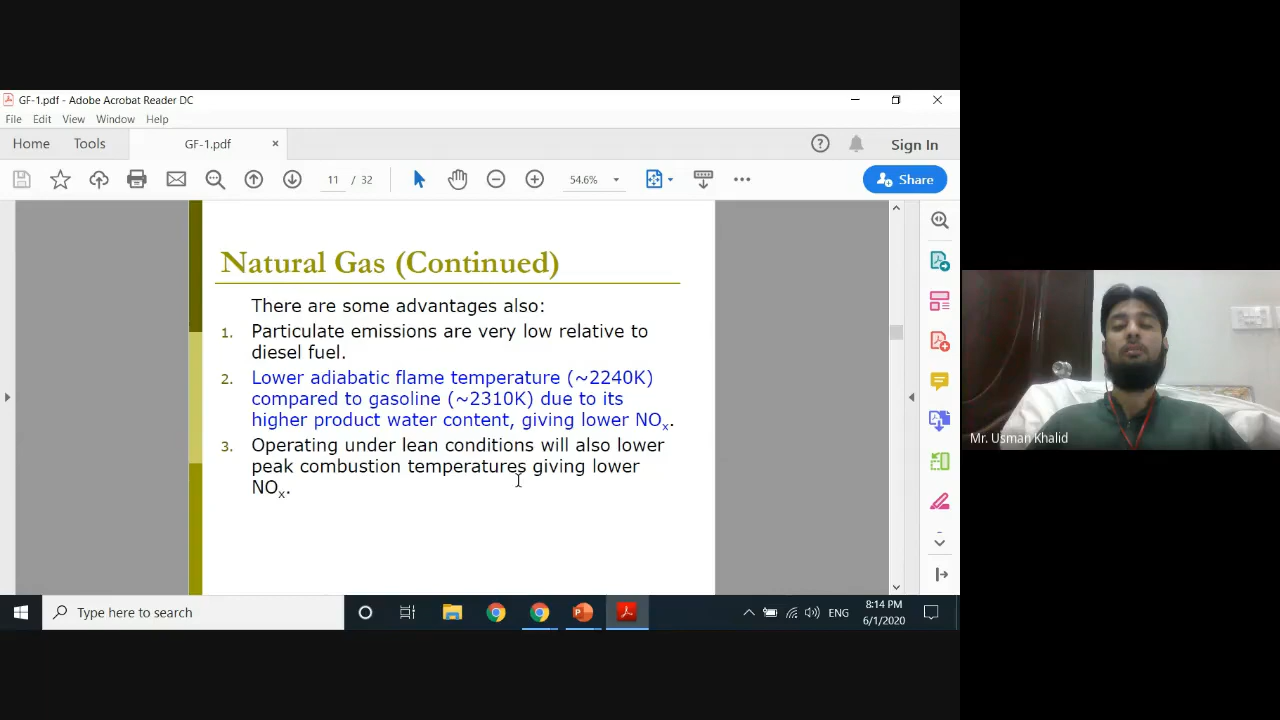 GF-1.pdf - Adobe Acrobat Reader DC
File Edit View Window Help
Home Tools GF-1.pdf × Sign In
11 / 32 54.6% Share
Natural Gas (Continued)
There are some advantages also:
1. Particulate emissions are very low relative to
diesel fuel.
2. Lower adiabatic flame temperature (~2240K)
compared to gasoline (~2310K) due to its
higher product water content, giving lower NOx.
3. Operating under lean conditions will also lower
peak combustion temperatures giving lower
NOx.
Mr. Usman Khalid
Type here to search
ENG
8:14 PM
6/1/2020